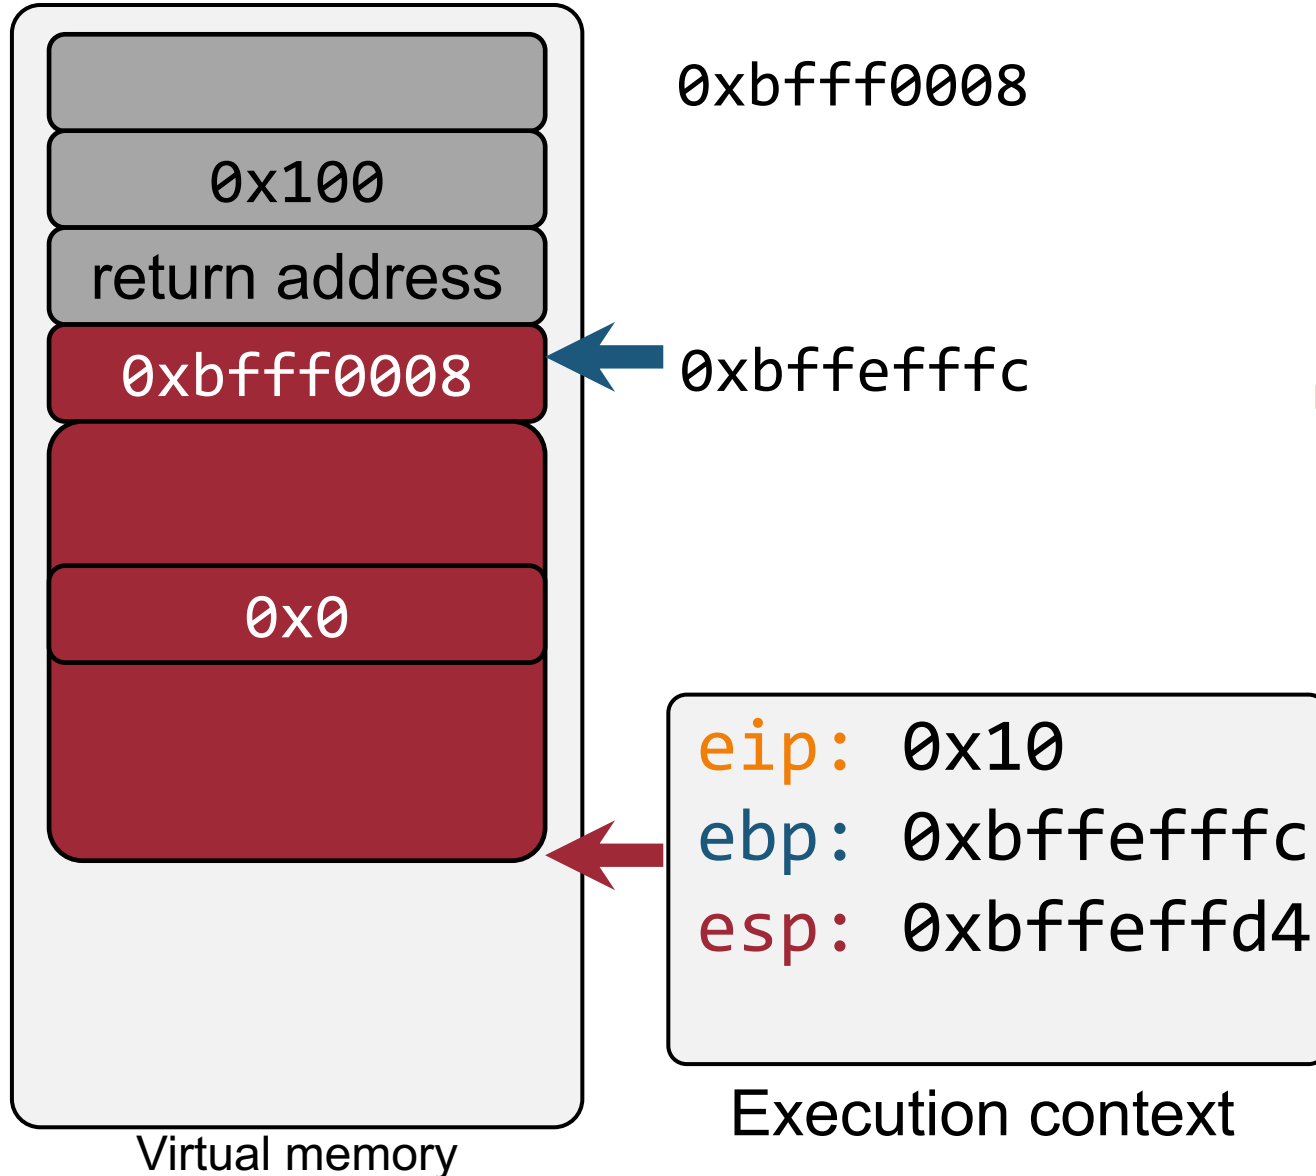 0xbfff0008
0x100
return address
0xbfff0008
0xbffefffc
0x0
eip: 0x10
ebp: 0xbffefffc
esp: 0xbffeffd4
Execution context
Virtual memory